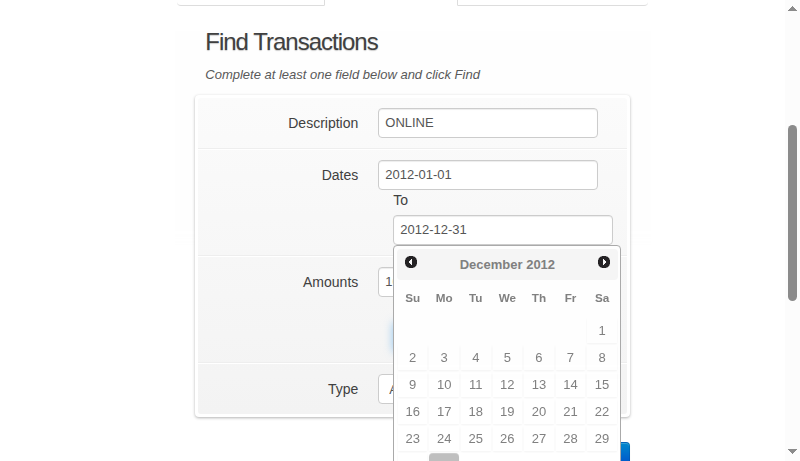 Find Transactions
Complete at least one field below and click Find
Description ONLINE
Dates 2012-01-01
To
2012-12-31
December 2012
Amounts 1
Su Mo Tu We Th Fr Sa
1
2 3 4 5 6 7 8
Type
9 10 11 12 13 14 15
16 17 18 19 20 21 22
23 24 25 26 27 28 29